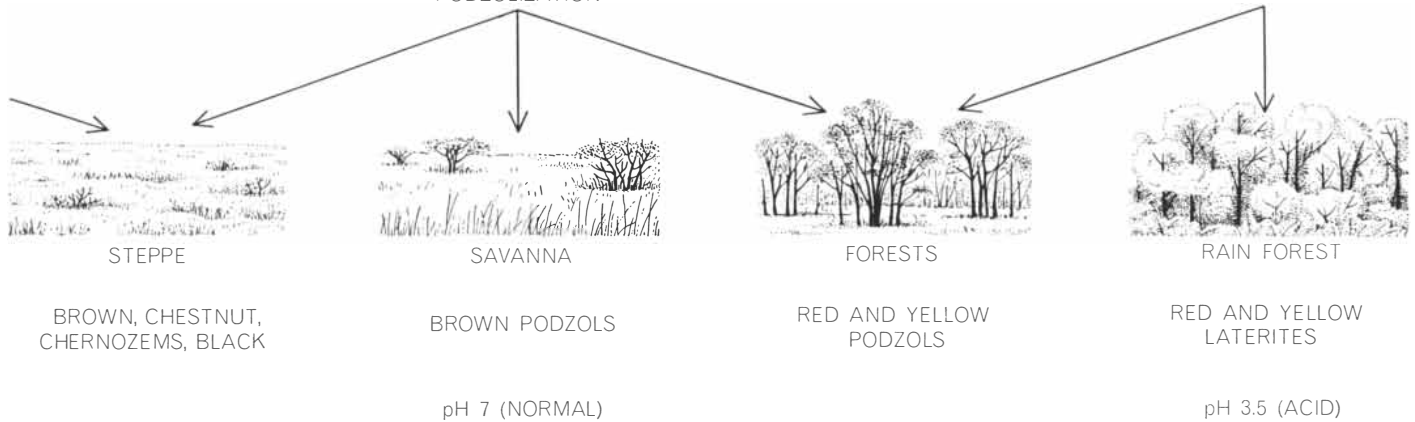 STEPPE
SAVANNA
FORESTS
RAIN FOREST
BROWN, CHESTNUT,
CHERNOZEMS, BLACK
BROWN PODZOLS
RED AND YELLOW
PODZOLS
RED AND YELLOW
LATERITES
pH 7 (NORMAL)
pH 3.5 (ACID)